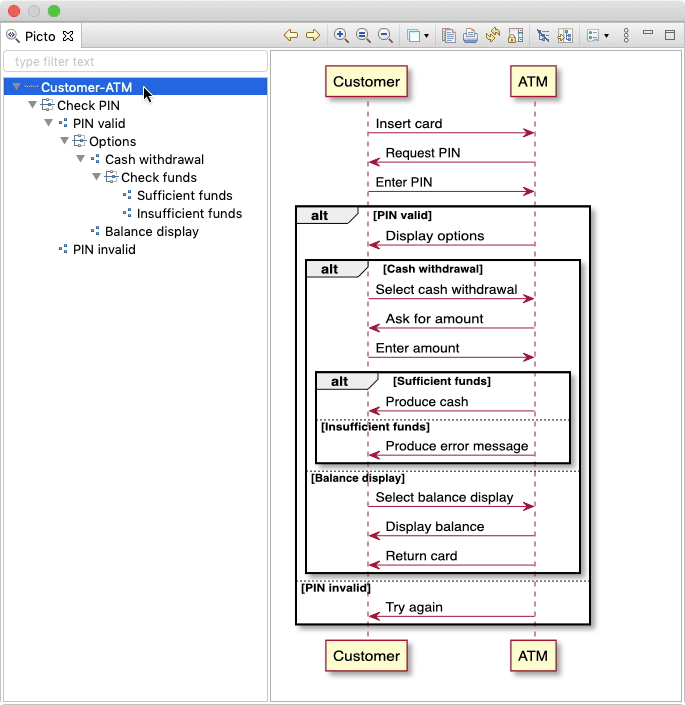 Picto
type filter text
Customer-ATM
Check PIN
PIN valid
Options
Cash withdrawal
Check funds
Sufficient funds
Insufficient funds
Balance display
PIN invalid
Customer ATM
Insert card
Request PIN
Enter PIN
alt [PIN valid]
Display options
alt [Cash withdrawal]
Select cash withdrawal
Ask for amount
Enter amount
alt [Sufficient funds]
Produce cash
[Insufficient funds]
Produce error message
[Balance display]
Select balance display
Display balance
Return card
[PIN invalid]
Try again
Customer ATM